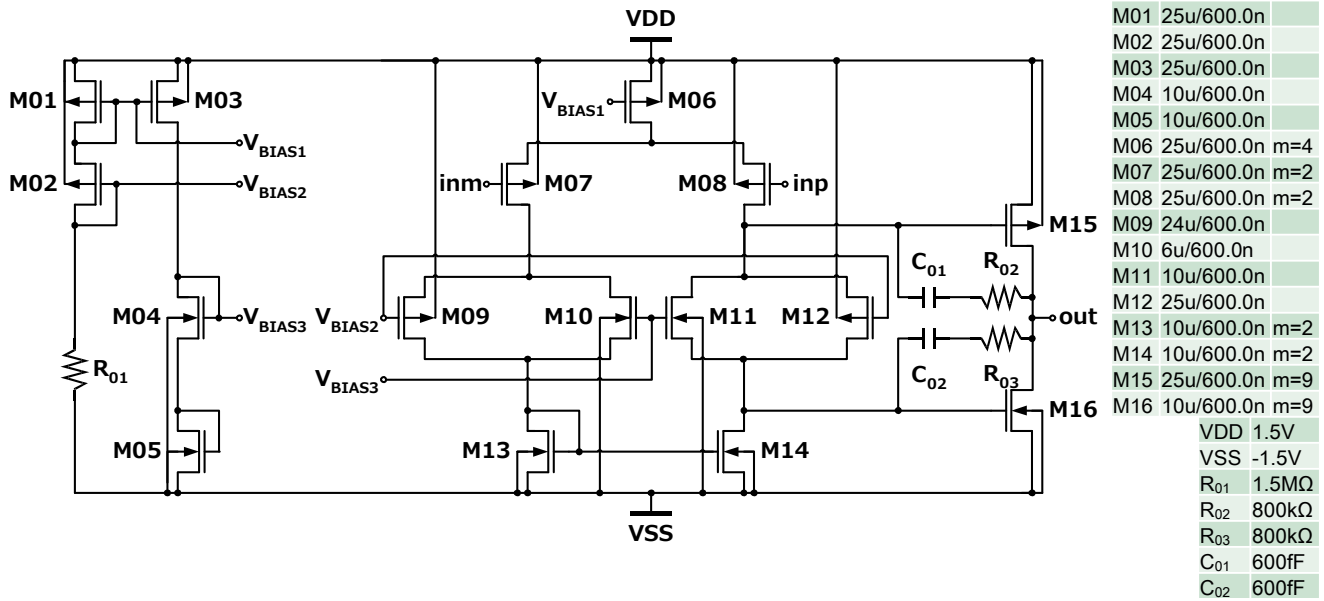 VDD
M01
M03
V_BIAS1
M06
V_BIAS1
M02
V_BIAS2
inm
M07
M08
inp
M15
C01
R02
M04
V_BIAS3
V_BIAS2
M09
M10
M11
M12
out
R01
V_BIAS3
C02
R03
M16
M05
M13
M14
VSS
M01 25u/600.0n
M02 25u/600.0n
M03 25u/600.0n
M04 10u/600.0n
M05 10u/600.0n
M06 25u/600.0n m=4
M07 25u/600.0n m=2
M08 25u/600.0n m=2
M09 24u/600.0n
M10 6u/600.0n
M11 10u/600.0n
M12 25u/600.0n
M13 10u/600.0n m=2
M14 10u/600.0n m=2
M15 25u/600.0n m=9
M16 10u/600.0n m=9
VDD 1.5V
VSS -1.5V
R01 1.5MΩ
R02 800kΩ
R03 800kΩ
C01 600fF
C02 600fF